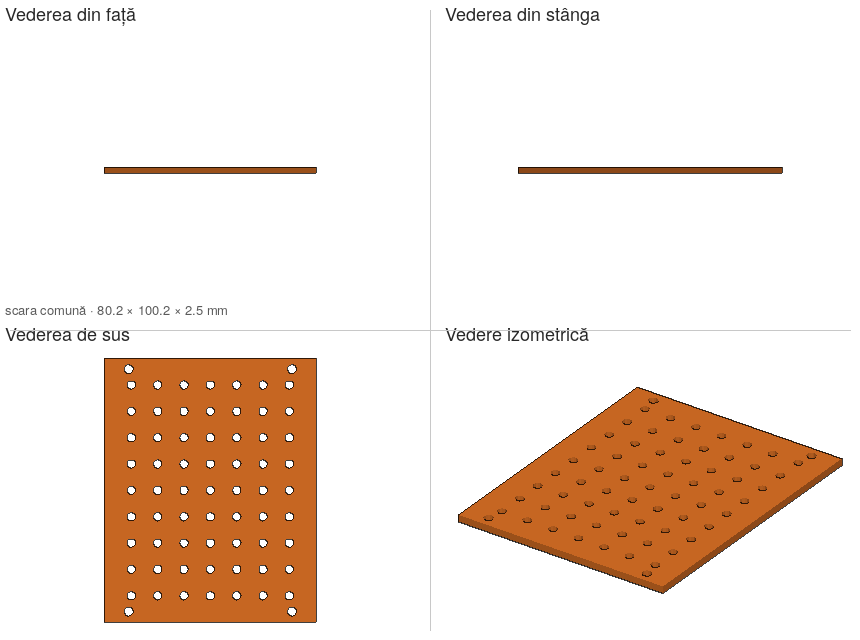 Vederea din față
Vederea din stânga
scara comună · 80.2 × 100.2 × 2.5 mm
Vederea de sus
Vedere izometrică